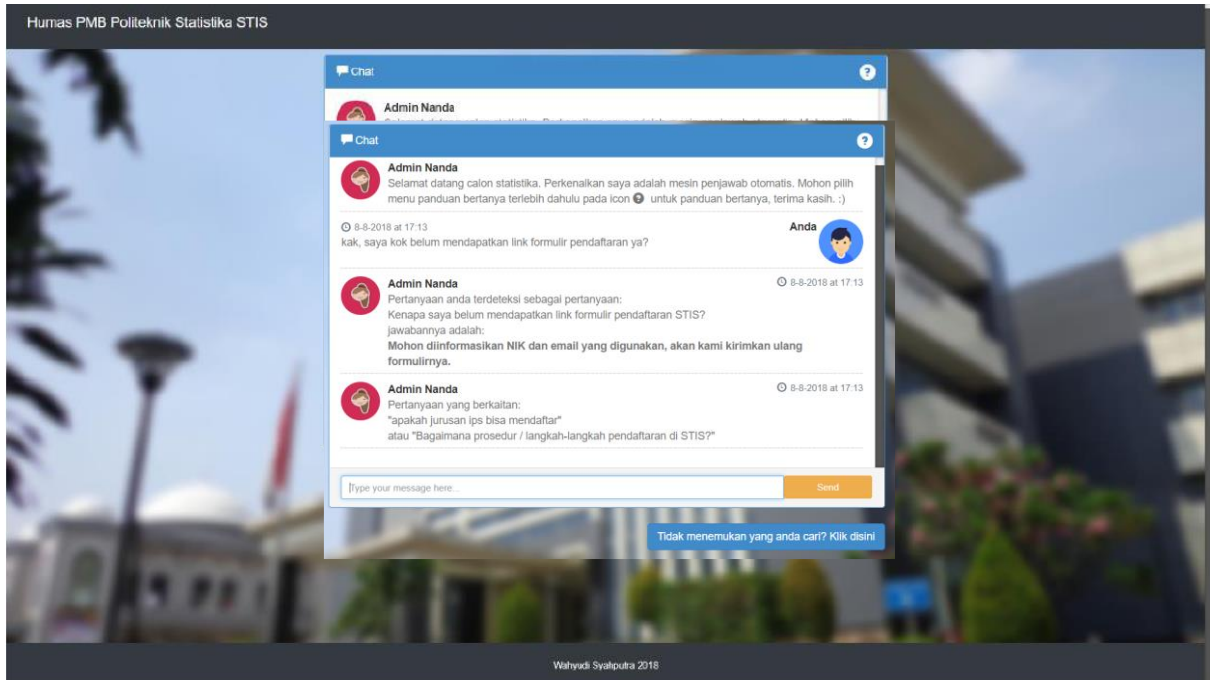 Humas PMB Politeknik Statistika STIS
Chat
Admin Nanda
Chat
Admin Nanda
Selamat datang calon statistika. Perkenalkan saya adalah mesin penjawab otomatis. Mohon pilih
menu panduan bertanya terlebih dahulu pada icon ? untuk panduan bertanya, terima kasih. :)
8-8-2018 at 17:13
Anda
kak, saya kok belum mendapatkan link formulir pendaftaran ya?
Admin Nanda
8-8-2018 at 17:13
Pertanyaan anda terdeteksi sebagai pertanyaan:
Kenapa saya belum mendapatkan link formulir pendaftaran STIS?
jawabannya adalah:
Mohon diinformasikan NIK dan email yang digunakan, akan kami kirimkan ulang
formulirnya.
Admin Nanda
8-8-2018 at 17:13
Pertanyaan yang berkaitan:
"apakah jurusan ips bisa mendaftar"
atau "Bagaimana prosedur / langkah-langkah pendaftaran di STIS?"
Type your message here...
Send
Tidak menemukan yang anda cari? Klik disini
Wahyudi Syahputra 2018